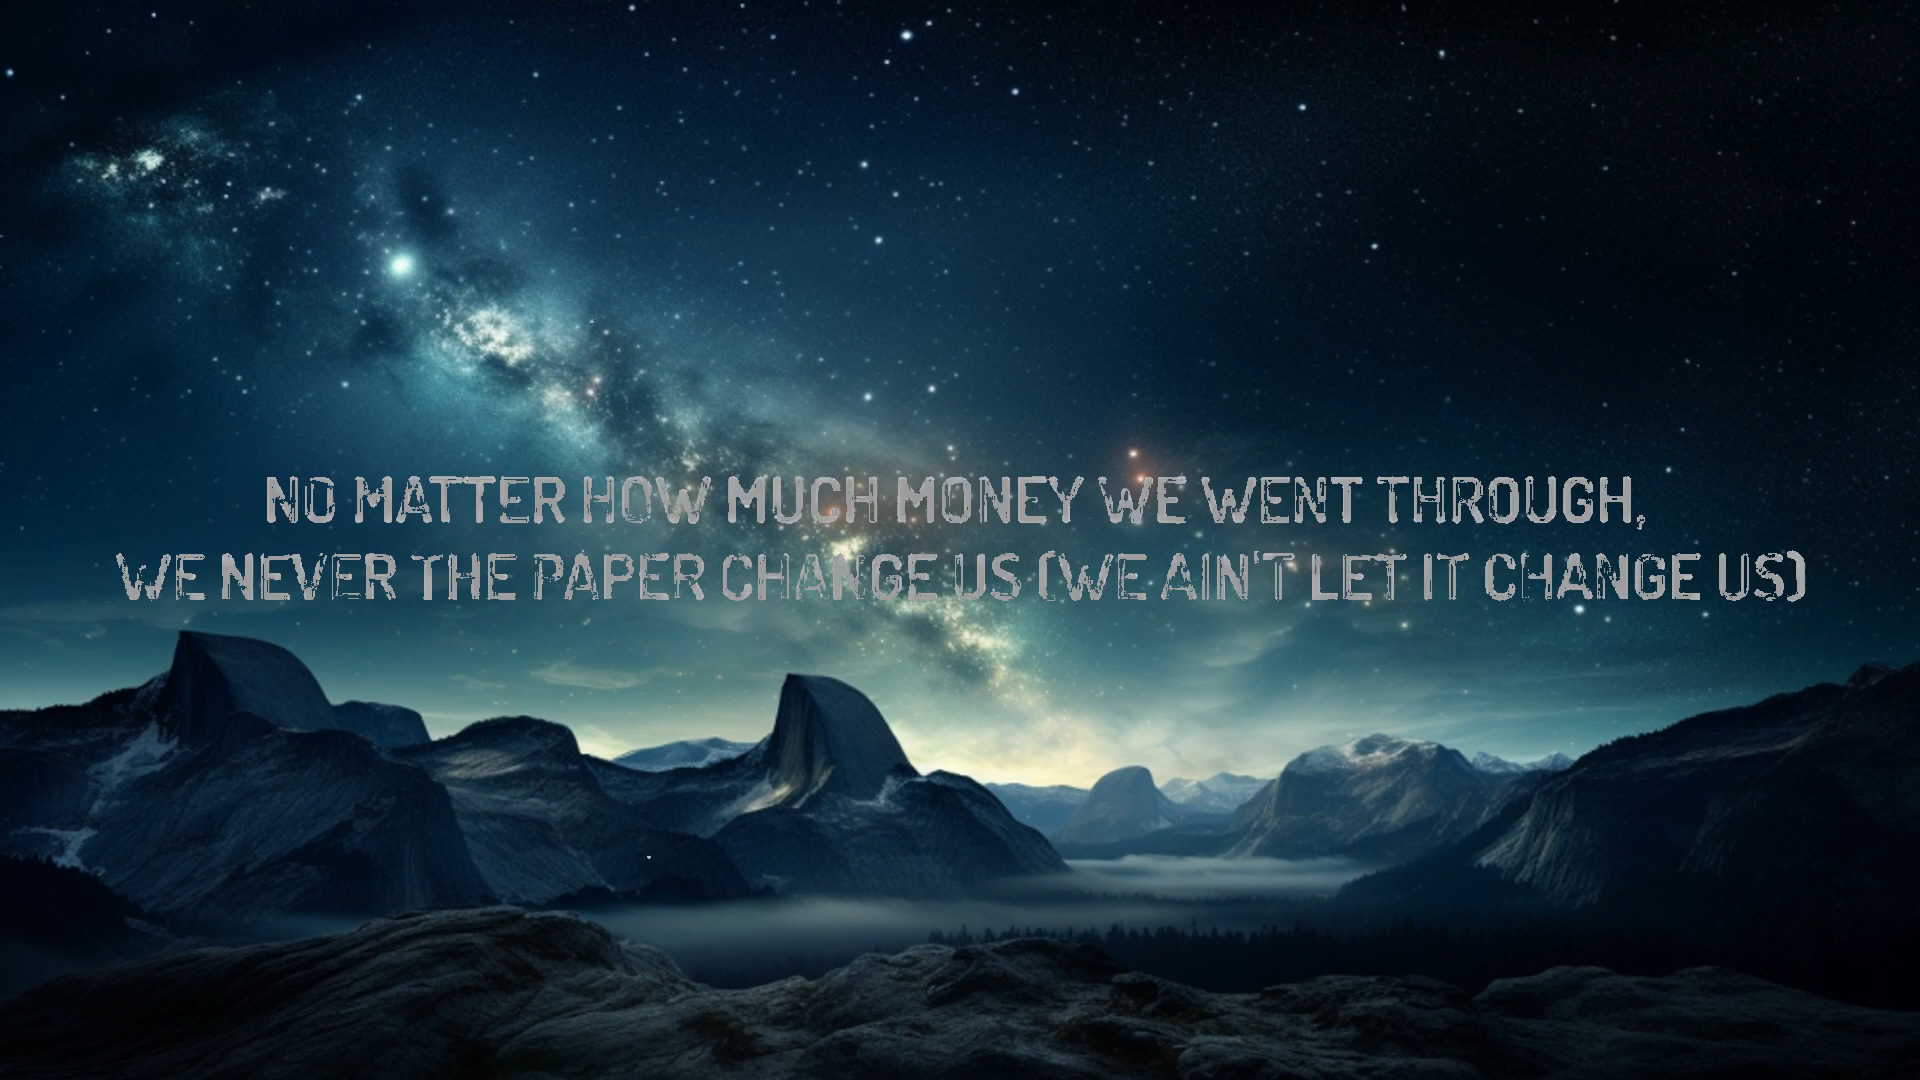 NO MATTER HOW MUCH MONEY WE WENT THROUGH,
WE NEVER THE PAPER CHANGE US (WE AIN'T LET IT CHANGE US)